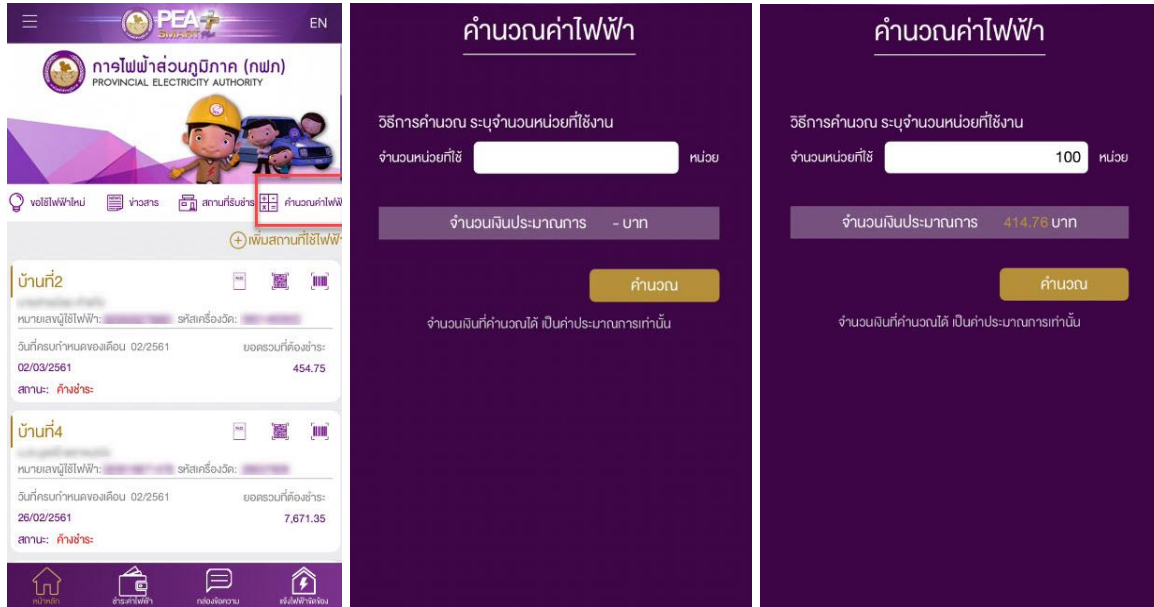 PEA
SMART Plus
EN
การไฟฟ้าส่วนภูมิภาค (กฟภ)
PROVINCIAL ELECTRICITY AUTHORITY
ขอใช้ไฟฟ้าใหม่
ข่าวสาร
สถานที่รับชำร
คำนวณค่าไฟฟ้
เพิ่มสถานที่ใช้ไฟฟ้
บ้านที่2
หมายเลขผู้ใช้ไฟฟ้า: รหัสเครื่องวัด:
วันที่ครบกำหนดของเดือน 02/2561 ยอดรวมที่ต้องชำระ
02/03/2561 454.75
สถานะ: ค้างชำระ
บ้านที่4
หมายเลขผู้ใช้ไฟฟ้า: รหัสเครื่องวัด:
วันที่ครบกำหนดของเดือน 02/2561 ยอดรวมที่ต้องชำระ
26/02/2561 7,671.35
สถานะ: ค้างชำระ
หน้าหลัก
ชำระค่าไฟฟ้า
กล่องข้อความ
แจ้งไฟฟ้าขัดข้อง
คำนวณค่าไฟฟ้า
วิธีการคำนวณ ระบุจำนวนหน่วยที่ใช้งาน
จำนวนหน่วยที่ใช้ หน่วย
จำนวนเงินประมาณการ - บาท
คำนวณ
จำนวนเงินที่คำนวณได้ เป็นค่าประมาณการเท่านั้น
คำนวณค่าไฟฟ้า
วิธีการคำนวณ ระบุจำนวนหน่วยที่ใช้งาน
จำนวนหน่วยที่ใช้ 100 หน่วย
จำนวนเงินประมาณการ 414.76 บาท
คำนวณ
จำนวนเงินที่คำนวณได้ เป็นค่าประมาณการเท่านั้น